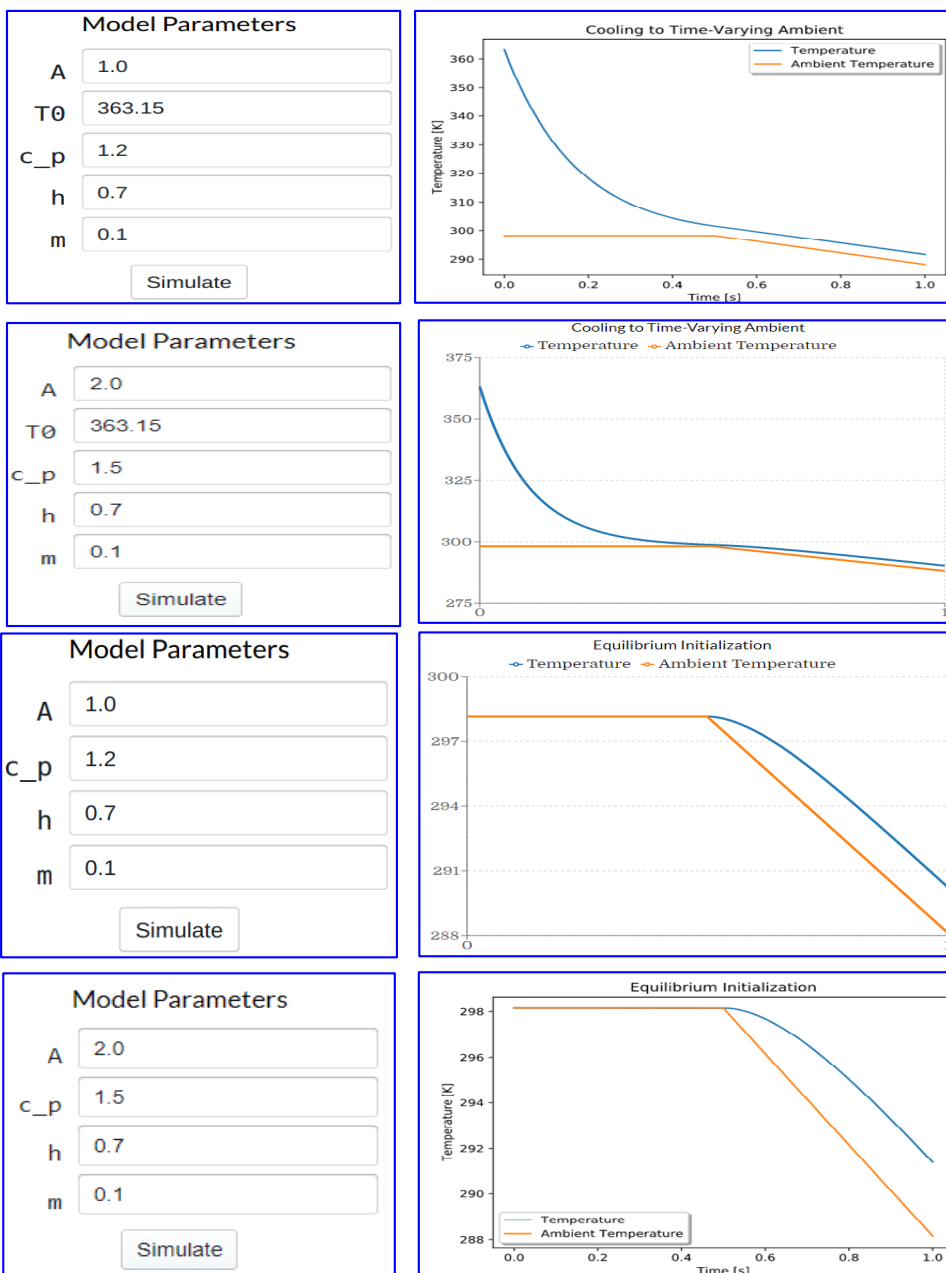 Model Parameters
A 1.0
T0 363.15
c_p 1.2
h 0.7
m 0.1
Simulate
Cooling to Time-Varying Ambient
Temperature
Ambient Temperature
Temperature [K]
360
350
340
330
320
310
300
290
0.0 0.2 0.4 0.6 0.8 1.0
Time [s]
Model Parameters
A 2.0
T0 363.15
c_p 1.5
h 0.7
m 0.1
Simulate
Cooling to Time-Varying Ambient
Temperature Ambient Temperature
375
350
325
300
275
0 1
Model Parameters
A 1.0
c_p 1.2
h 0.7
m 0.1
Simulate
Equilibrium Initialization
Temperature Ambient Temperature
300
297
294
291
288
0
Model Parameters
A 2.0
c_p 1.5
h 0.7
m 0.1
Simulate
Equilibrium Initialization
Temperature [K]
298
296
294
292
290
288
Temperature
Ambient Temperature
0.0 0.2 0.4 0.6 0.8 1.0
Time [s]